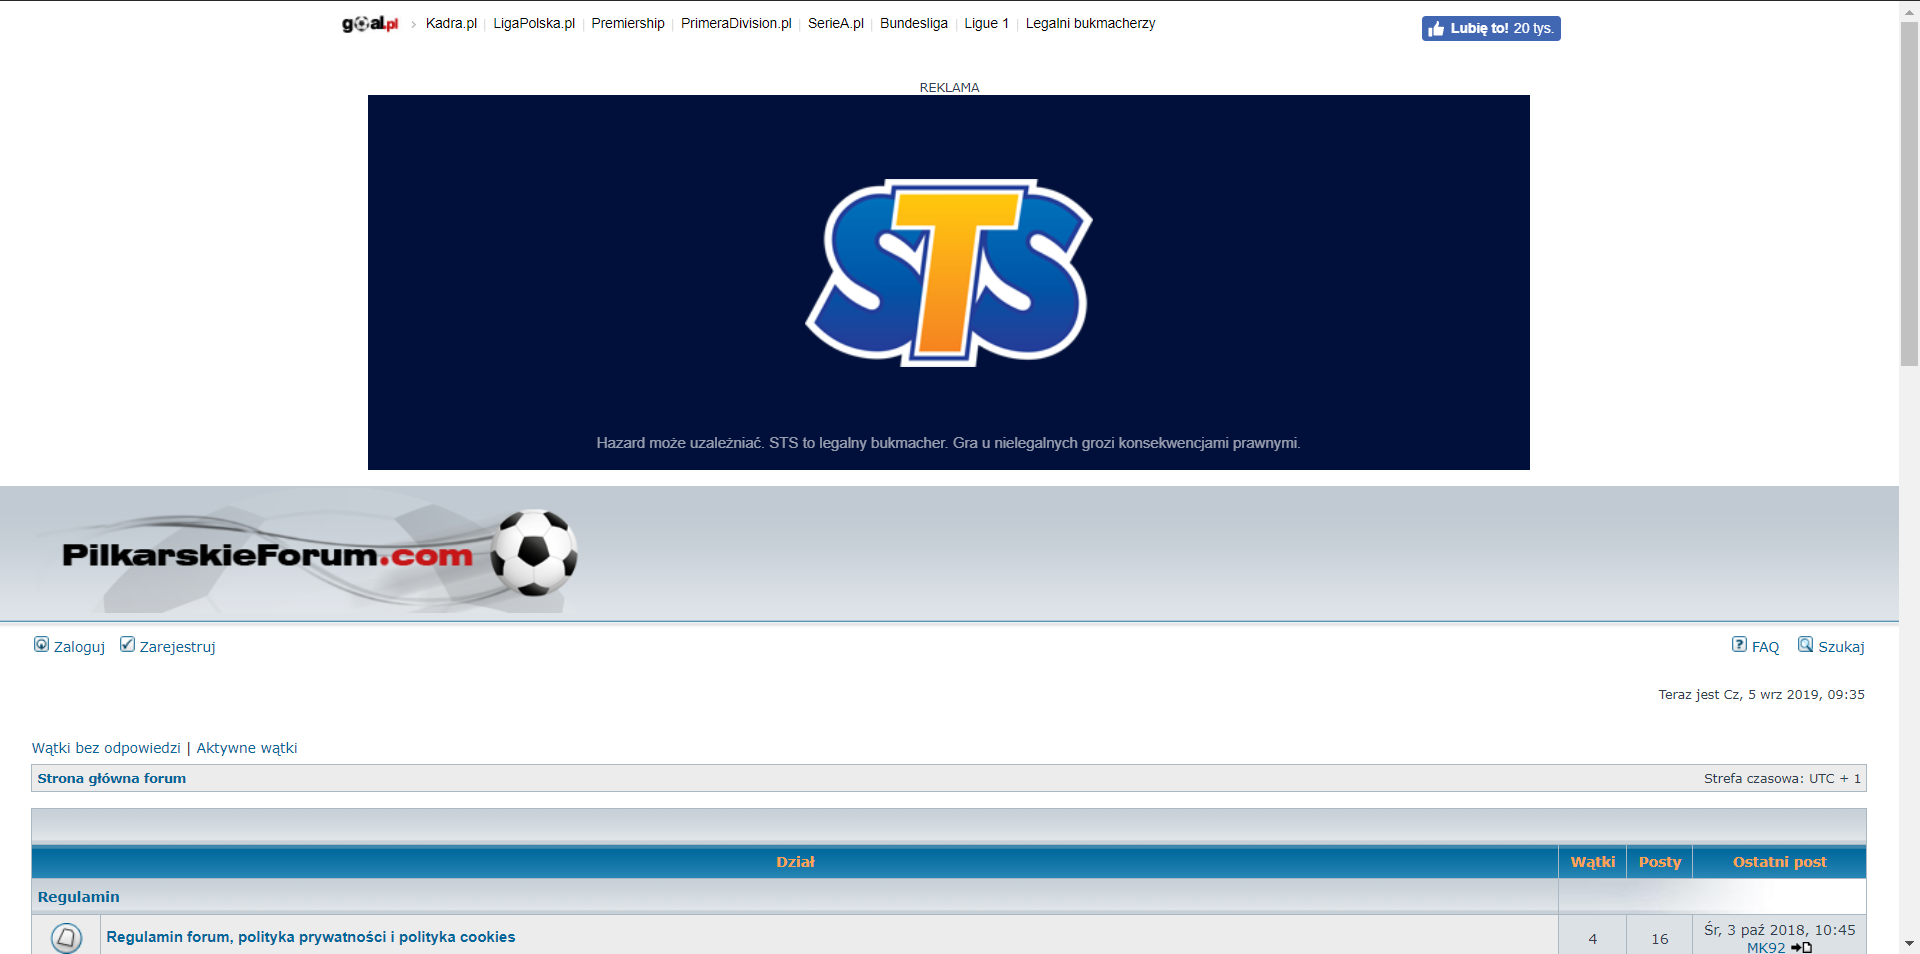 goal.pl › Kadra.pl | LigaPolska.pl | Premiership | PrimeraDivision.pl | SerieA.pl | Bundesliga | Ligue 1 | Legalni bukmacherzy
Lubię to! 20 tys.
REKLAMA
STS
Hazard może uzależniać. STS to legalny bukmacher. Gra u nielegalnych grozi konsekwencjami prawnymi.
PilkarskieForum.com
Zaloguj Zarejestruj
FAQ Szukaj
Teraz jest Cz, 5 wrz 2019, 09:35
Wątki bez odpowiedzi | Aktywne wątki
Strona główna forum
Strefa czasowa: UTC + 1
Dział Wątki Posty Ostatni post
Regulamin
Regulamin forum, polityka prywatności i polityka cookies
4 16
Śr, 3 paź 2018, 10:45
MK92